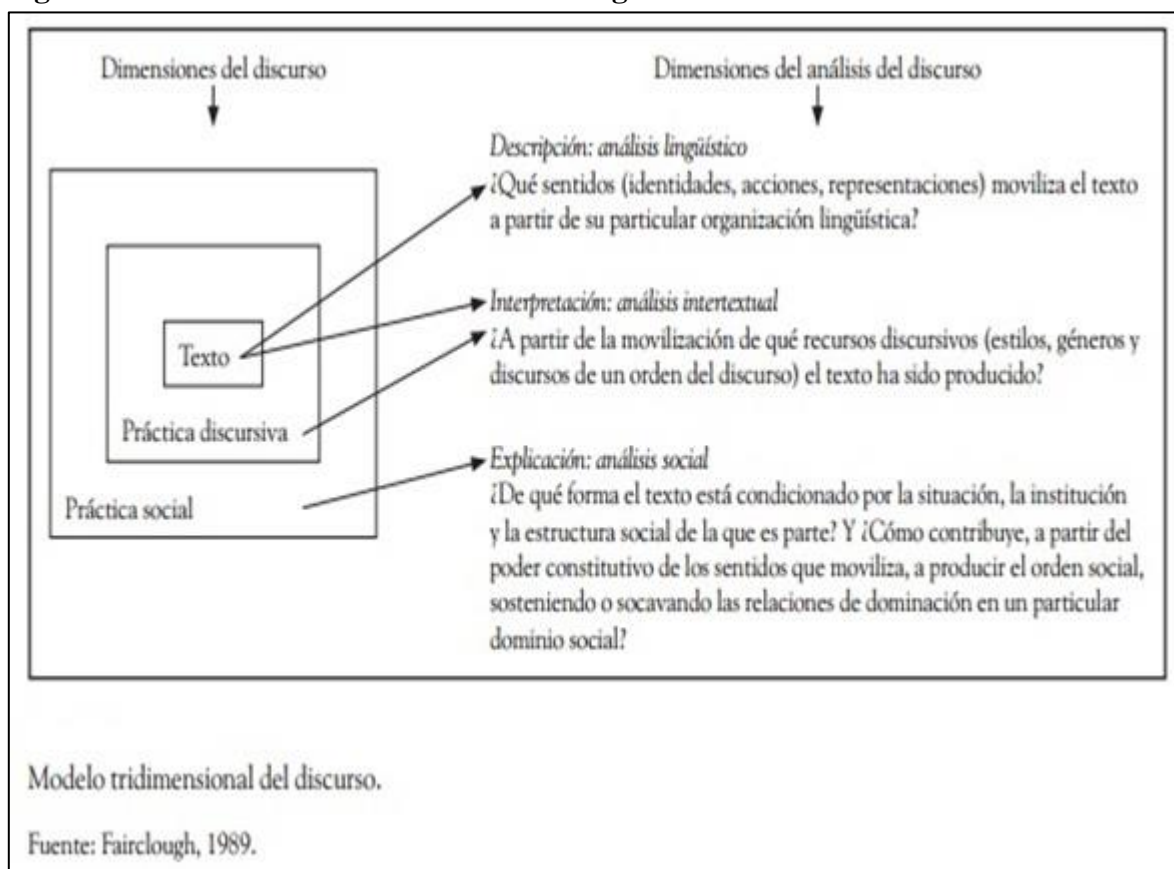 Dimensiones del discurso
Dimensiones del análisis del discurso
Descripción: análisis lingüístico
¿Qué sentidos (identidades, acciones, representaciones) moviliza el texto
a partir de su particular organización lingüística?
Interpretación: análisis intertextual
¿A partir de la movilización de qué recursos discursivos (estilos, géneros y
discursos de un orden del discurso) el texto ha sido producido?
Explicación: análisis social
¿De qué forma el texto está condicionado por la situación, la institución
y la estructura social de la que es parte? Y ¿Cómo contribuye, a partir del
poder constitutivo de los sentidos que moviliza, a producir el orden social,
sosteniendo o socavando las relaciones de dominación en un particular
dominio social?
Texto
Práctica discursiva
Práctica social
Modelo tridimensional del discurso.
Fuente: Fairclough, 1989.